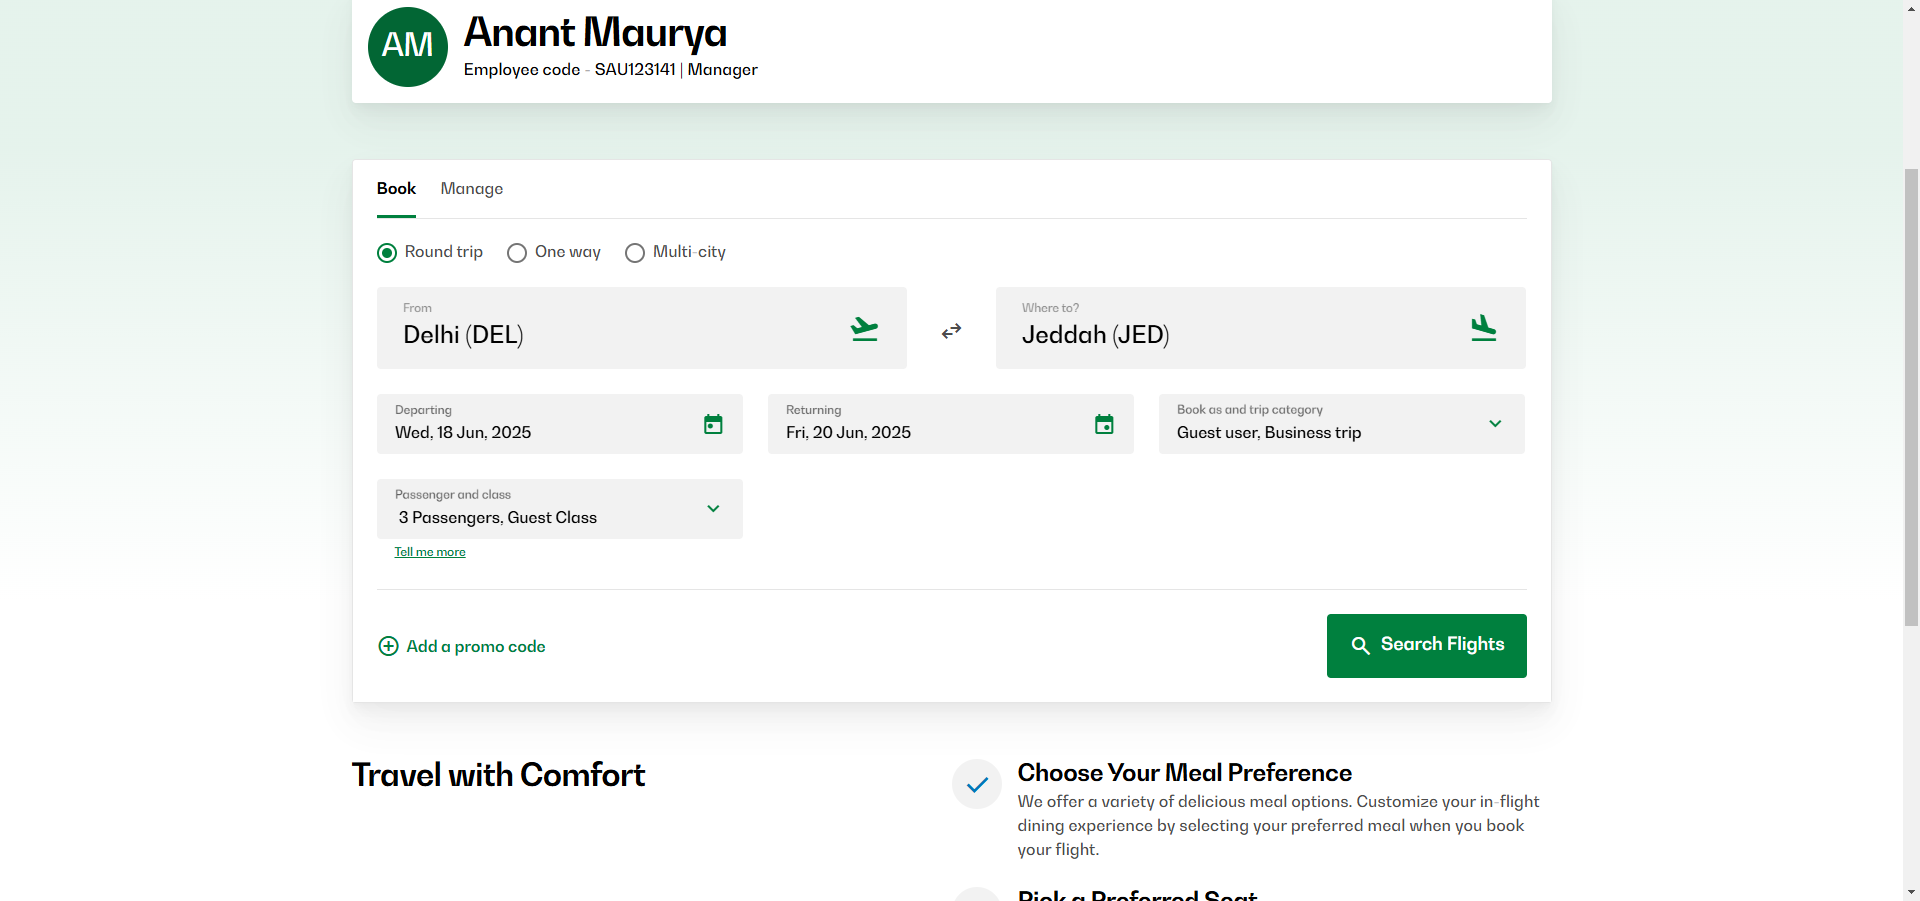 AM
Anant Maurya
Employee code - SAU123141 | Manager
Book Manage
Round trip One way Multi-city
From
Delhi (DEL)
Where to?
Jeddah (JED)
Departing
Wed, 18 Jun, 2025
Returning
Fri, 20 Jun, 2025
Book as and trip category
Guest user, Business trip
Passenger and class
3 Passengers, Guest Class
Tell me more
Add a promo code
Search Flights
Travel with Comfort
Choose Your Meal Preference
We offer a variety of delicious meal options. Customize your in-flight
dining experience by selecting your preferred meal when you book
your flight.
Pick a Preferred Seat